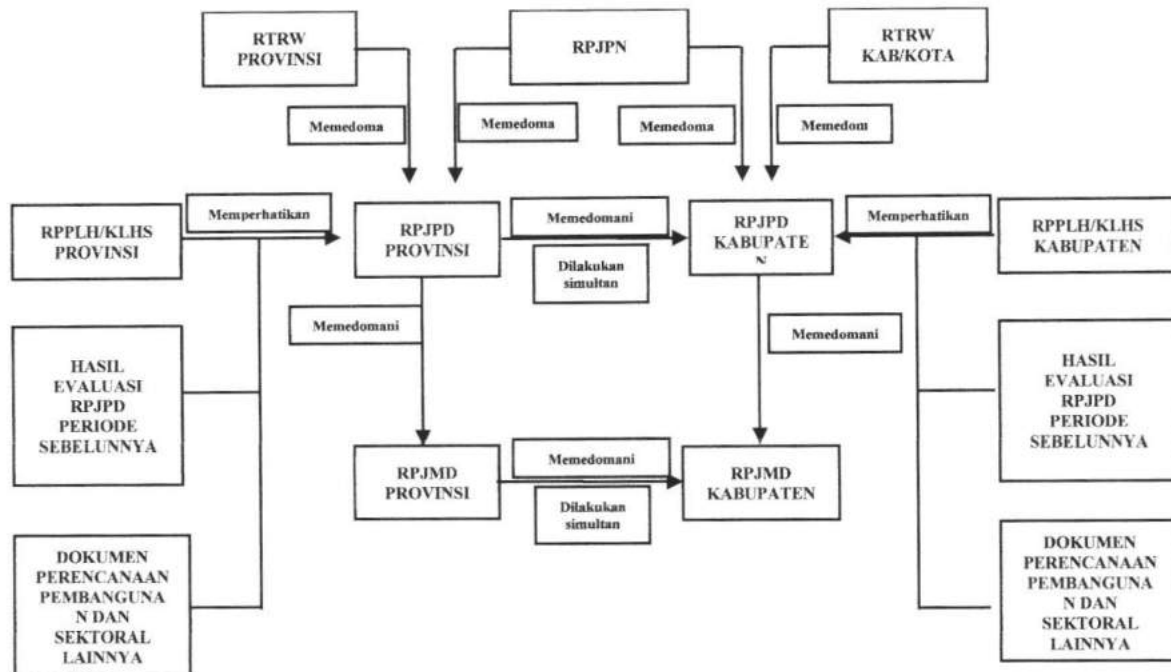 RTRW
PROVINSI
RPJPN
RTRW
KAB/KOTA
Memedoma
Memedoma
Memedoma
Memedom
RPPLH/KLHS
PROVINSI
Memperhatikan
RPJPD
PROVINSI
Memedomani
Dilakukan
simultan
RPJPD
KABUPATE
N
Memperhatikan
RPPLH/KLHS
KABUPATEN
Memedomani
Memedomani
HASIL
EVALUASI
RPJPD
PERIODE
SEBELUNNYA
HASIL
EVALUASI
RPJPD
PERIODE
SEBELUNNYA
RPJMD
PROVINSI
Memedomani
Dilakukan
simultan
RPJMD
KABUPATEN
DOKUMEN
PERENCANAAN
PEMBANGUNA
N DAN
SEKTORAL
LAINNYA
DOKUMEN
PERENCANAAN
PEMBANGUNA
N DAN
SEKTORAL
LAINNYA